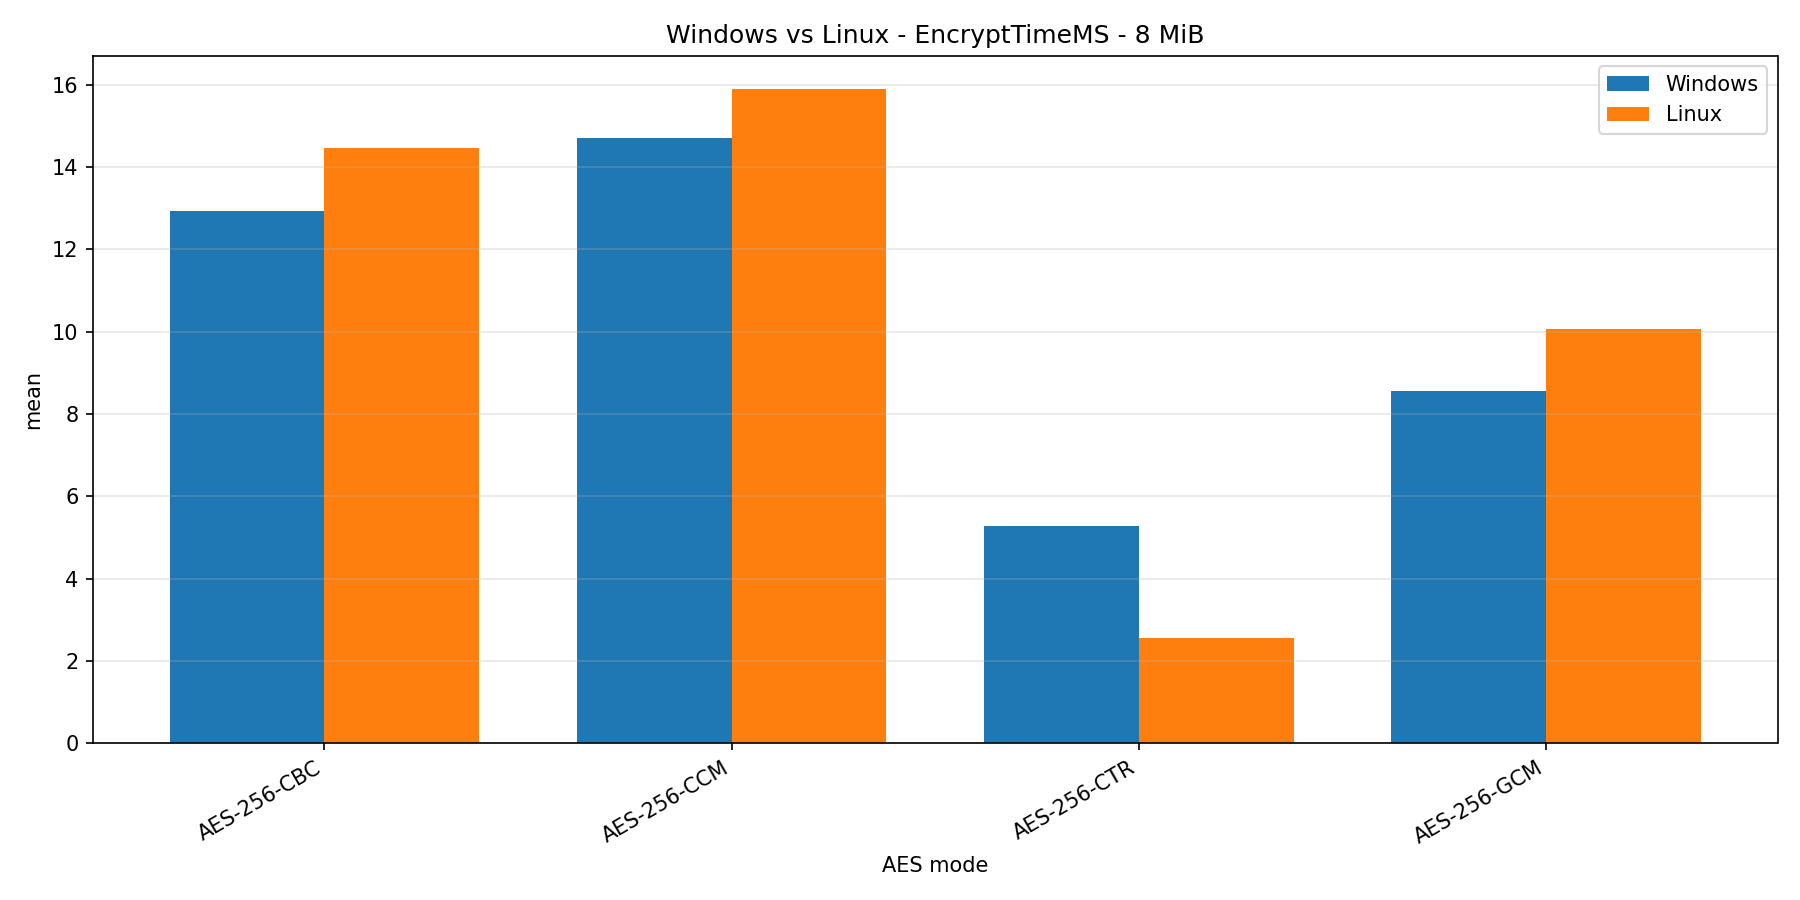 Windows vs Linux - EncryptTimeMS - 8 MiB
Windows
Linux
16
14
12
10
8
6
4
2
0
mean
AES-256-CBC
AES-256-CCM
AES-256-CTR
AES-256-GCM
AES mode